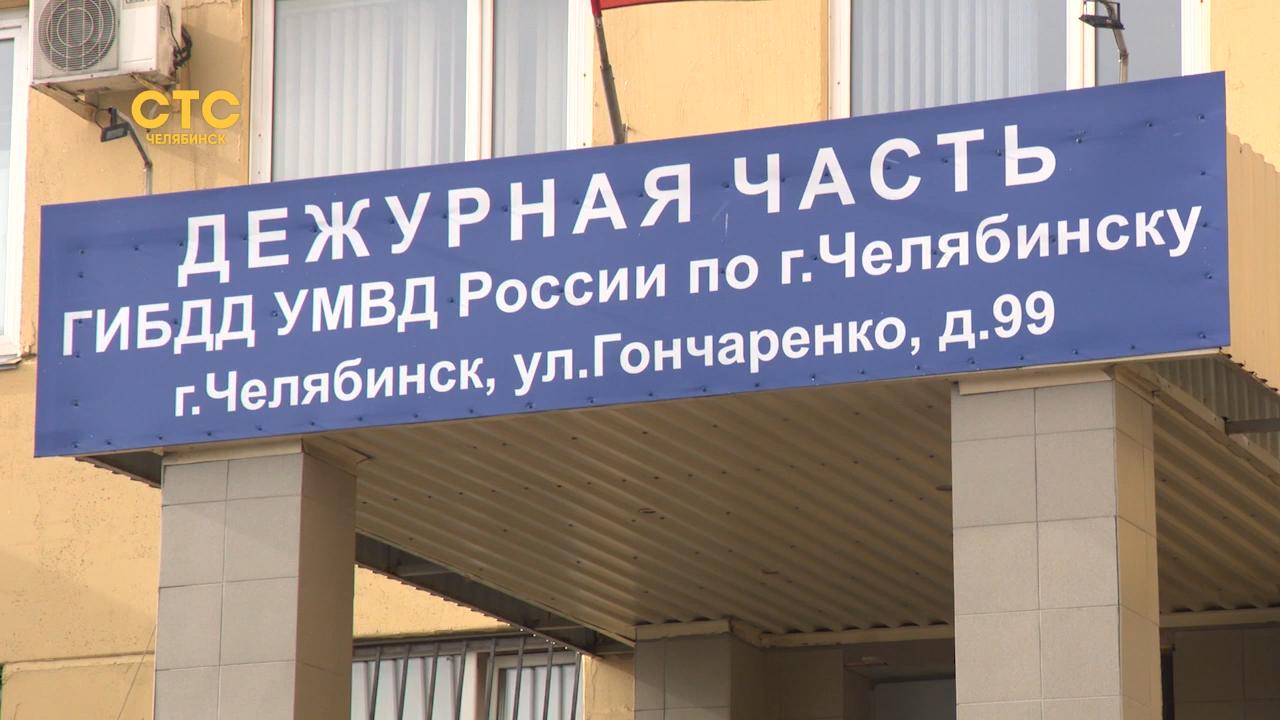 СТС
ЧЕЛЯБИНСК
ДЕЖУРНАЯ ЧАСТЬ
ГИБДД УМВД России по г.Челябинску
г.Челябинск, ул.Гончаренко, д.99